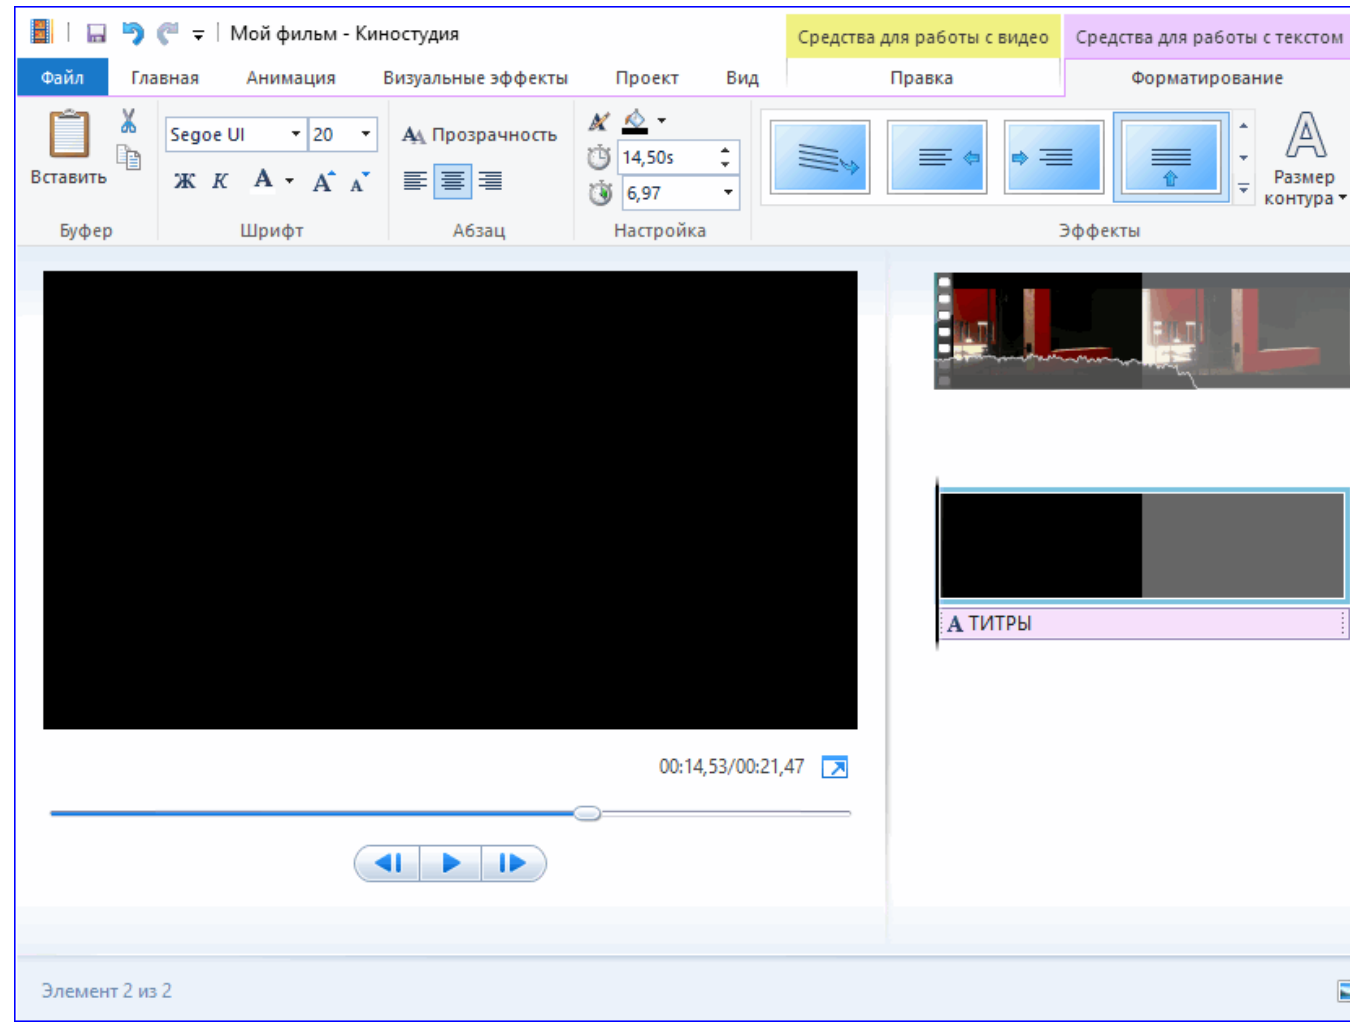 Мой фильм - Киностудия
Средства для работы с видео
Средства для работы с текстом
Файл
Главная
Анимация
Визуальные эффекты
Проект
Вид
Правка
Форматирование
Вставить
Segoe UI
20
Ж К А А А
Прозрачность
14,50s
6,97
Размер
контура
Буфер
Шрифт
Абзац
Настройка
Эффекты
А ТИТРЫ
00:14,53/00:21,47
Элемент 2 из 2